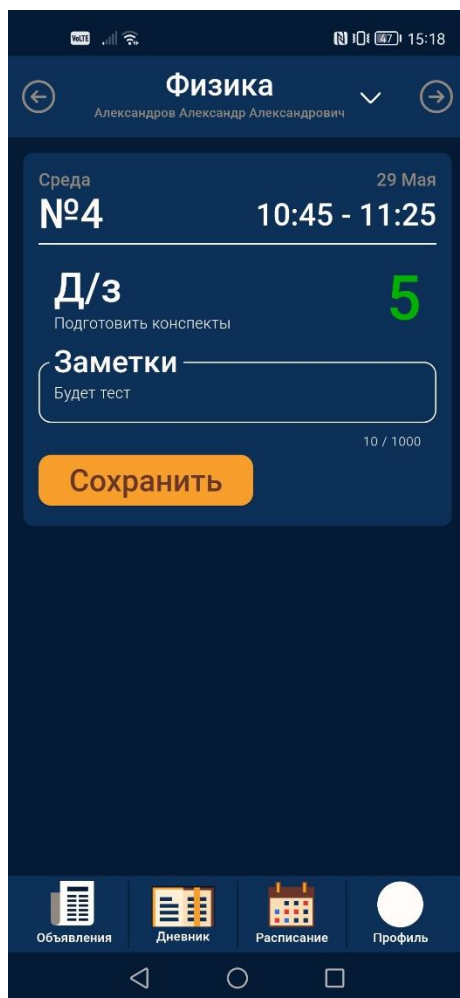 VoLTE 47 15:18
Физика
Александров Александр Александрович
Среда 29 Мая
№4 10:45 - 11:25
Д/з 5
Подготовить конспекты
Заметки
Будет тест
10 / 1000
Сохранить
Объявления Дневник Расписание Профиль